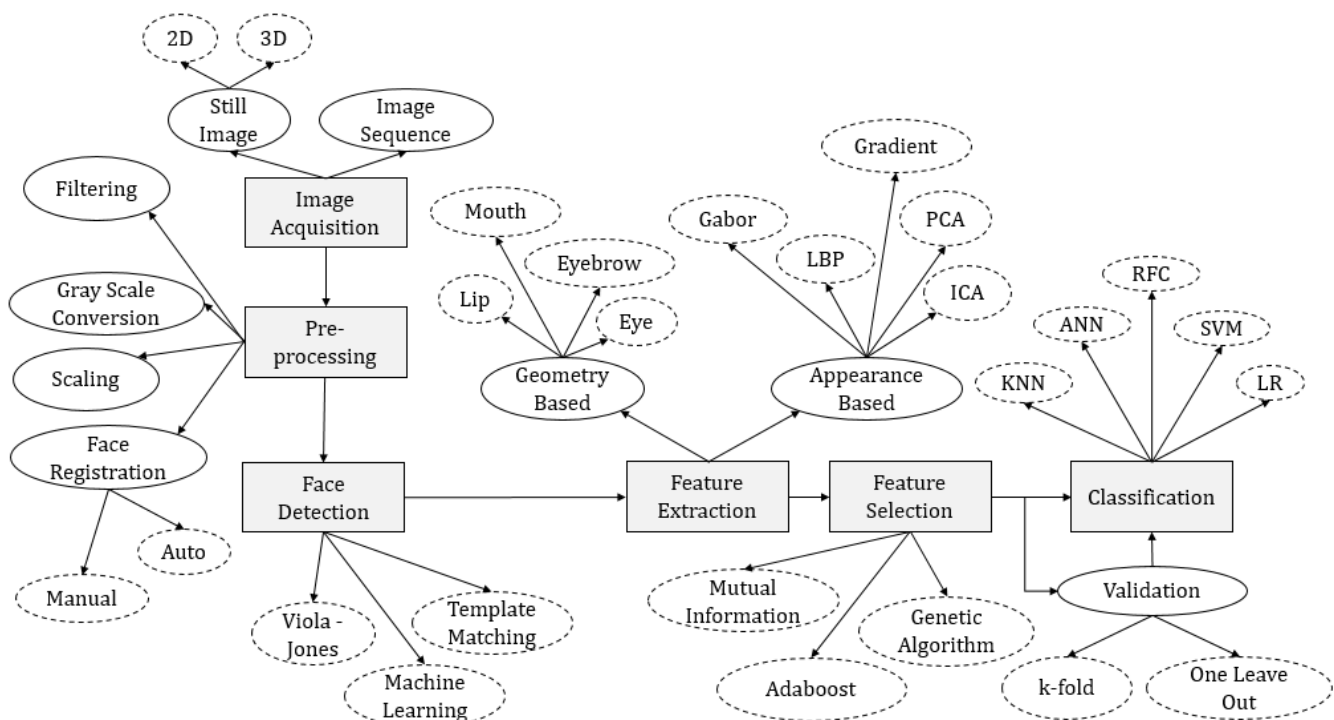 2D
3D
Still
Image
Image
Sequence
Filtering
Image
Acquisition
Gray Scale
Conversion
Pre-
processing
Scaling
Face
Registration
Manual
Auto
Face
Detection
Viola -
Jones
Machine
Learning
Template
Matching
Mouth
Eyebrow
Lip
Eye
Geometry
Based
Gradient
Gabor
PCA
LBP
ICA
Appearance
Based
Feature
Extraction
Feature
Selection
Mutual
Information
Adaboost
Genetic
Algorithm
RFC
ANN
SVM
KNN
LR
Classification
Validation
k-fold
One Leave
Out